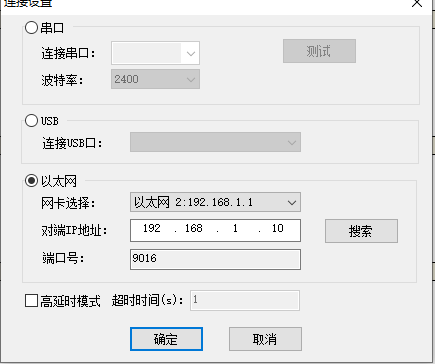 连接设置
串口
连接串口：
测试
波特率： 2400
USB
连接USB口：
以太网
网卡选择： 以太网 2:192.168.1.1
对端IP地址： 192 . 168 . 1 . 10 搜索
端口号： 9016
高延时模式 超时时间(s)： 1
确定 取消